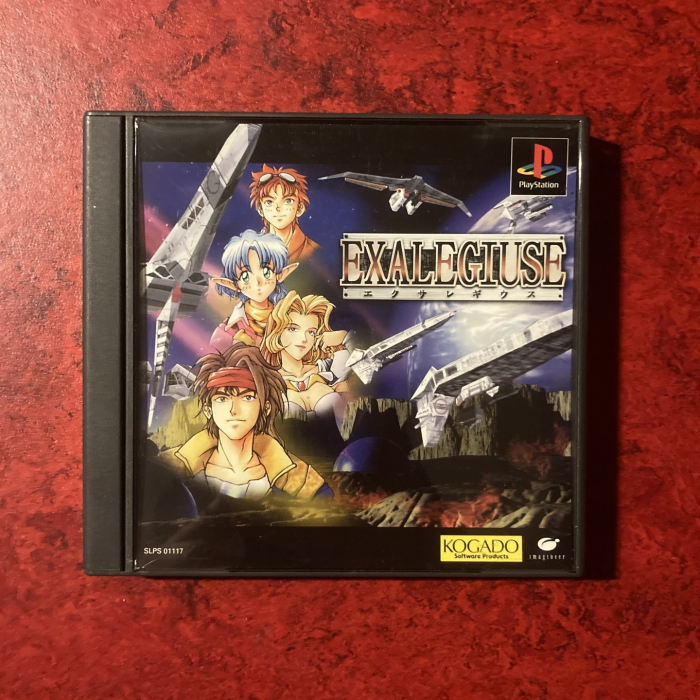 PlayStation
EXALEGIUSE
エクサレギウス
SLPS 01117
KOGADO
Software Products
imagineer